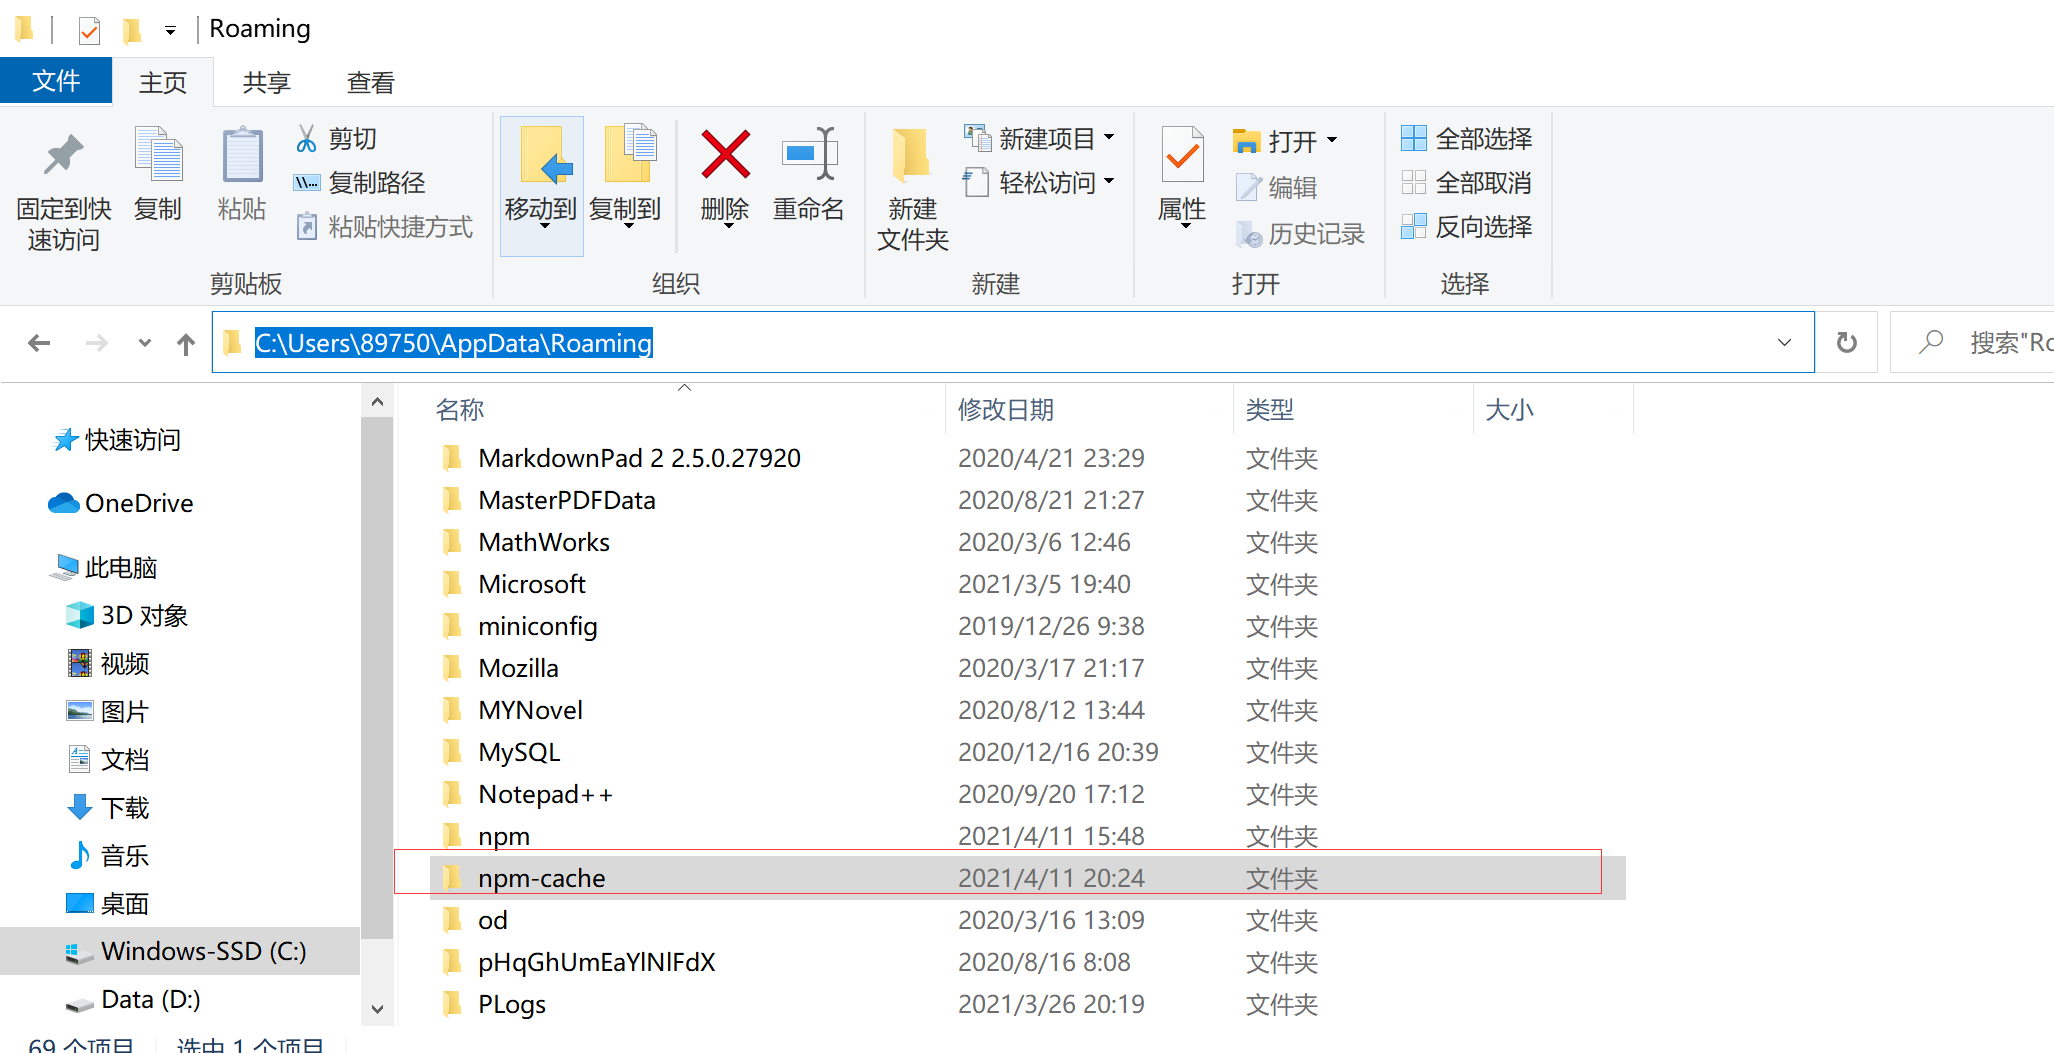 Roaming
文件 主页 共享 查看
固定到快速访问
复制
粘贴
剪切
复制路径
粘贴快捷方式
剪贴板
移动到
复制到
删除
重命名
组织
新建文件夹
新建项目
轻松访问
新建
属性
打开
编辑
历史记录
打开
全部选择
全部取消
反向选择
选择
C:\Users\89750\AppData\Roaming
搜索"Ro
快速访问
OneDrive
此电脑
3D 对象
视频
图片
文档
下载
音乐
桌面
Windows-SSD (C:)
Data (D:)
名称 修改日期 类型 大小
MarkdownPad 2 2.5.0.27920 2020/4/21 23:29 文件夹
MasterPDFData 2020/8/21 21:27 文件夹
MathWorks 2020/3/6 12:46 文件夹
Microsoft 2021/3/5 19:40 文件夹
miniconfig 2019/12/26 9:38 文件夹
Mozilla 2020/3/17 21:17 文件夹
MYNovel 2020/8/12 13:44 文件夹
MySQL 2020/12/16 20:39 文件夹
Notepad++ 2020/9/20 17:12 文件夹
npm 2021/4/11 15:48 文件夹
npm-cache 2021/4/11 20:24 文件夹
od 2020/3/16 13:09 文件夹
pHqGhUmEaYlNlFdX 2020/8/16 8:08 文件夹
PLogs 2021/3/26 20:19 文件夹
69 个项目 选中 1 个项目